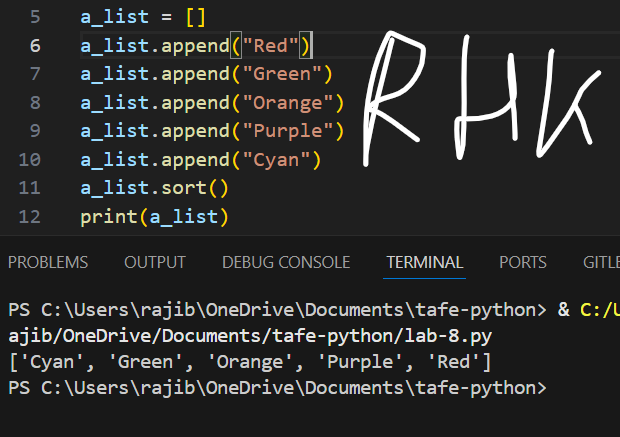 5 a_list = []
6 a_list.append("Red")
7 a_list.append("Green")
8 a_list.append("Orange")
9 a_list.append("Purple")
10 a_list.append("Cyan")
11 a_list.sort()
12 print(a_list)
RHK
PROBLEMS OUTPUT DEBUG CONSOLE TERMINAL PORTS GITLE
PS C:\Users\rajib\OneDrive\Documents\tafe-python> & C:/U
ajib/OneDrive/Documents/tafe-python/lab-8.py
['Cyan', 'Green', 'Orange', 'Purple', 'Red']
PS C:\Users\rajib\OneDrive\Documents\tafe-python>